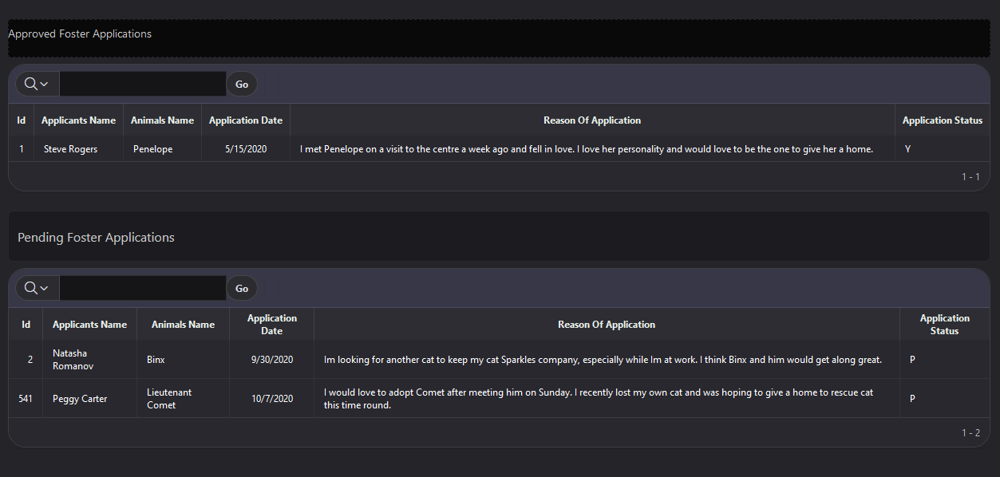 Approved Foster Applications
Go
Id Applicants Name Animals Name Application Date Reason Of Application Application Status
1 Steve Rogers Penelope 5/15/2020 I met Penelope on a visit to the centre a week ago and fell in love. I love her personality and would love to be the one to give her a home. Y
1 - 1
Pending Foster Applications
Go
Id Applicants Name Animals Name Application Date Reason Of Application Application Status
2 Natasha Romanov Binx 9/30/2020 Im looking for another cat to keep my cat Sparkles company, especially while Im at work. I think Binx and him would get along great. P
541 Peggy Carter Lieutenant Comet 10/7/2020 I would love to adopt Comet after meeting him on Sunday. I recently lost my own cat and was hoping to give a home to rescue cat this time round. P
1 - 2